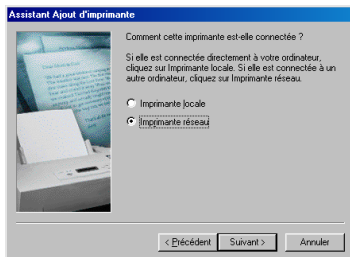 Assistant Ajout d'imprimante
Comment cette imprimante est-elle connectée ?
Si elle est connectée directement à votre ordinateur,
cliquez sur Imprimante locale. Si elle est connectée à un
autre ordinateur, cliquez sur Imprimante réseau.
Imprimante locale
Imprimante réseau
< Précédent
Suivant >
Annuler